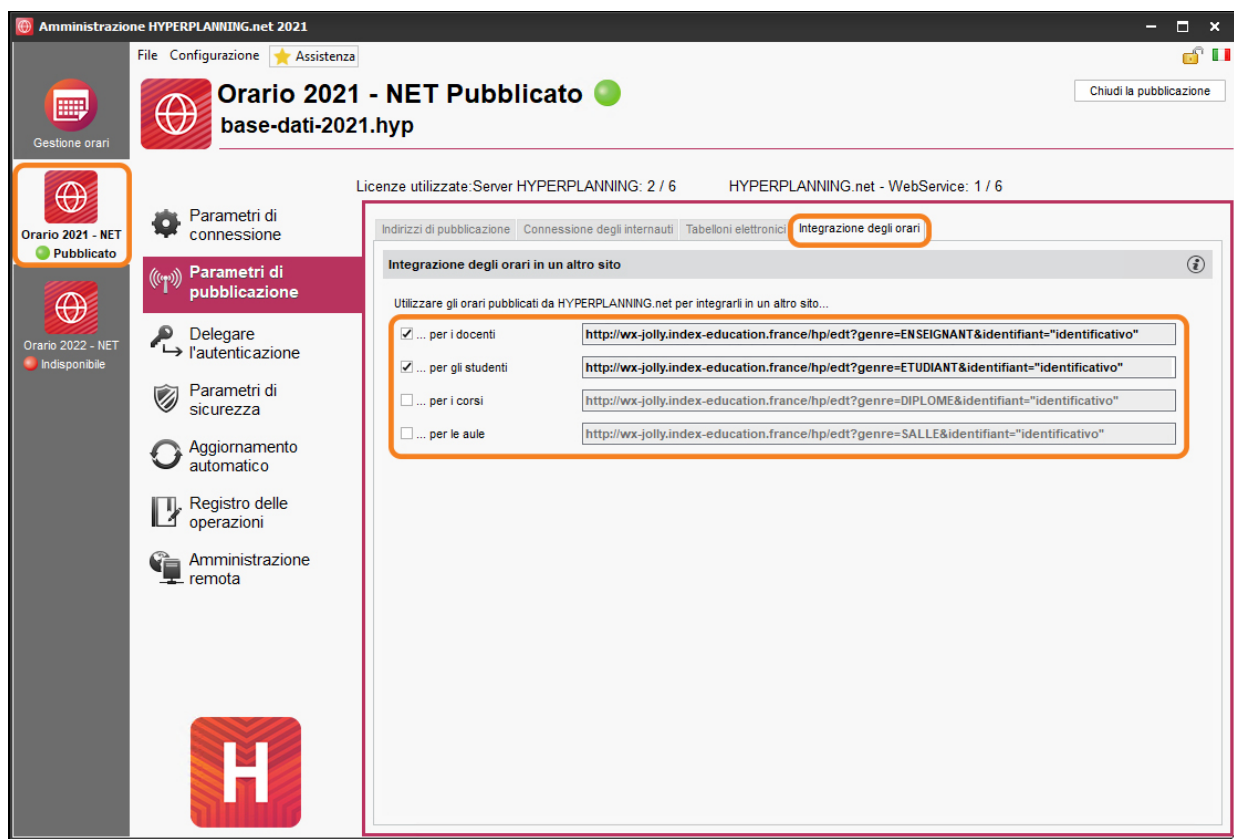 Amministrazione HYPERPLANNING.net 2021
File Configurazione Assistenza
Orario 2021 - NET Pubblicato
base-dati-2021.hyp
Chiudi la pubblicazione
Gestione orari
Orario 2021 - NET
Pubblicato
Orario 2022 - NET
Indisponibile
Licenze utilizzate:Server HYPERPLANNING: 2 / 6 HYPERPLANNING.net - WebService: 1 / 6
Parametri di
connessione
Parametri di
pubblicazione
Delegare
l'autenticazione
Parametri di
sicurezza
Aggiornamento
automatico
Registro delle
operazioni
Amministrazione
remota
H
Indirizzi di pubblicazione Connessione degli internauti Tabelloni elettronici Integrazione degli orari
Integrazione degli orari in un altro sito
Utilizzare gli orari pubblicati da HYPERPLANNING.net per integrarli in un altro sito...
... per i docenti http://wx-jolly.index-education.france/hp/edt?genre=ENSEIGNANT&identifiant="identificativo"
... per gli studenti http://wx-jolly.index-education.france/hp/edt?genre=ETUDIANT&identifiant="identificativo"
... per i corsi http://wx-jolly.index-education.france/hp/edt?genre=DIPLOME&identifiant="identificativo"
... per le aule http://wx-jolly.index-education.france/hp/edt?genre=SALLE&identifiant="identificativo"